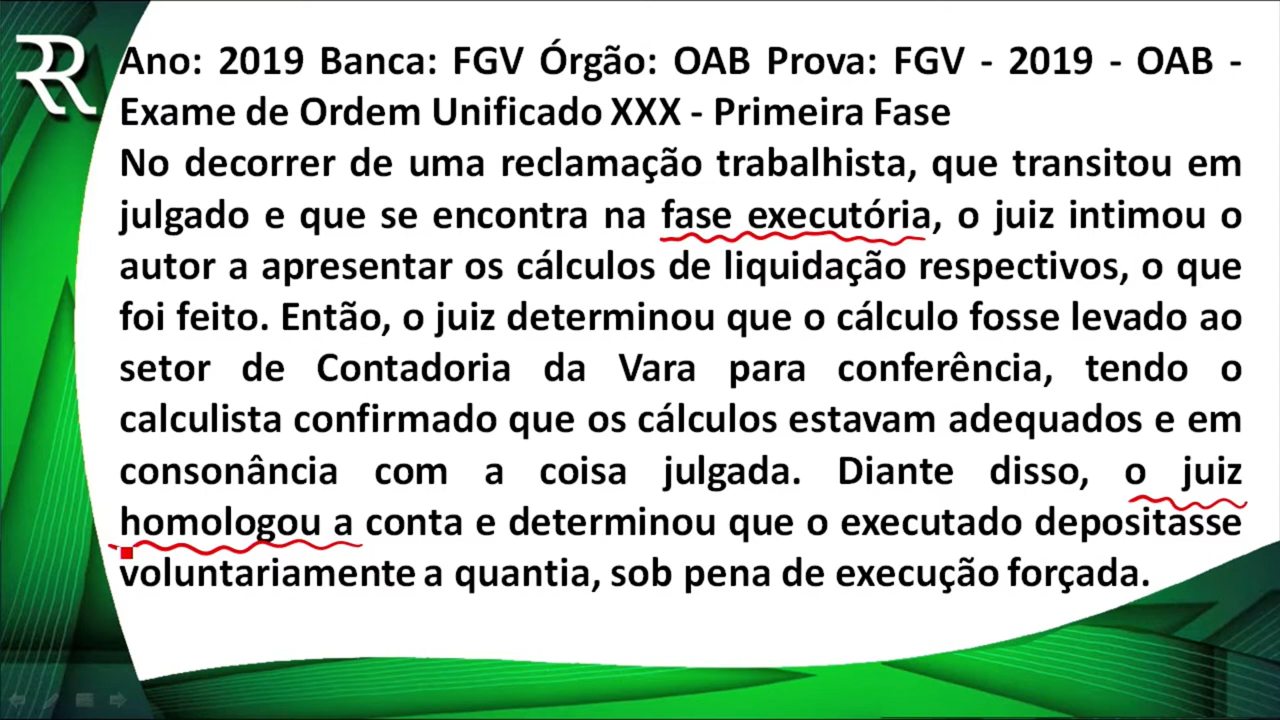 RR
Ano: 2019 Banca: FGV Órgão: OAB Prova: FGV - 2019 - OAB -
Exame de Ordem Unificado XXX - Primeira Fase
No decorrer de uma reclamação trabalhista, que transitou em
julgado e que se encontra na fase executória, o juiz intimou o
autor a apresentar os cálculos de liquidação respectivos, o que
foi feito. Então, o juiz determinou que o cálculo fosse levado ao
setor de Contadoria da Vara para conferência, tendo o
calculista confirmado que os cálculos estavam adequados e em
consonância com a coisa julgada. Diante disso, o juiz
homologou a conta e determinou que o executado depositasse
voluntariamente a quantia, sob pena de execução forçada.